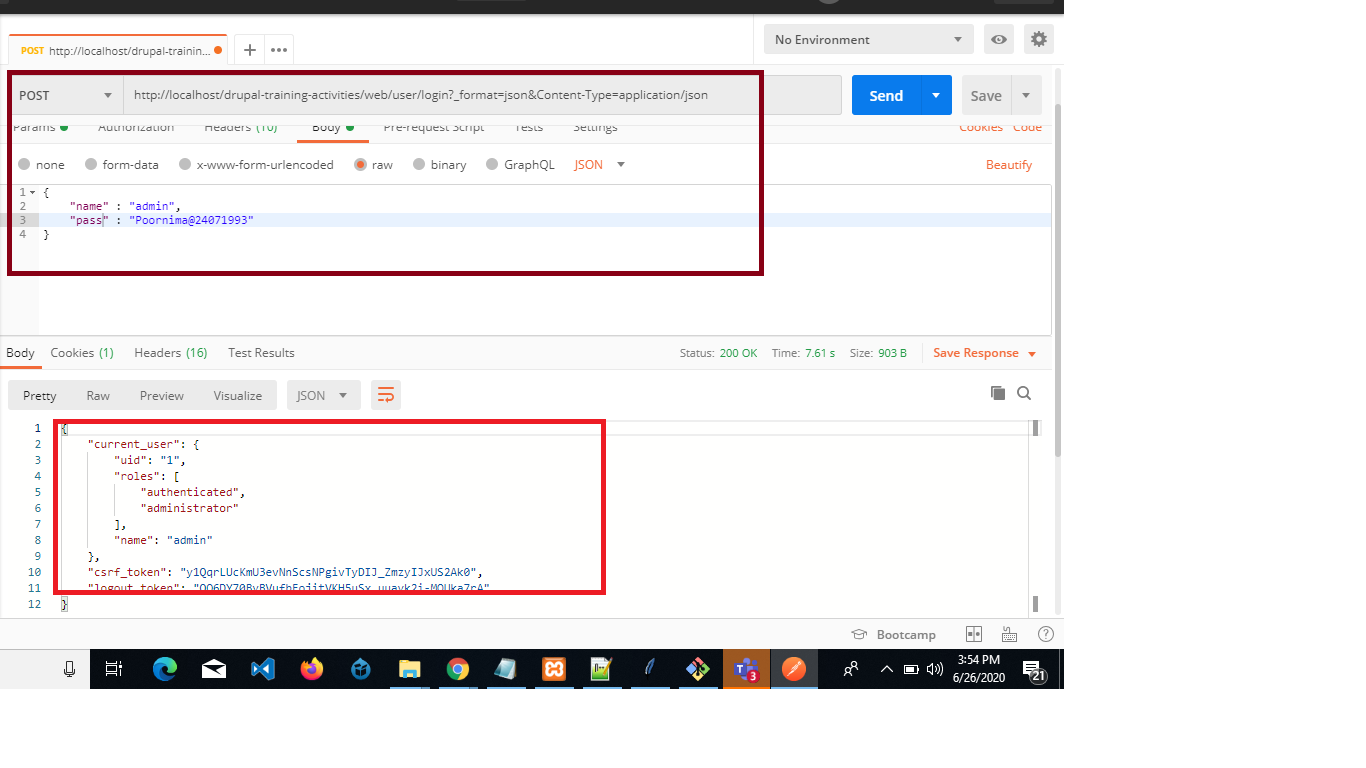 POST http://localhost/drupal-trainin...
No Environment
POST http://localhost/drupal-training-activities/web/user/login?_format=json&Content-Type=application/json Send Save
Params Authorization Headers (10) Body Pre-request Script Tests Settings Cookies Code
none form-data x-www-form-urlencoded raw binary GraphQL JSON Beautify
1 {
2 "name" : "admin",
3 "pass" : "Poornima@24071993"
4 }
Body Cookies (1) Headers (16) Test Results Status: 200 OK Time: 7.61 s Size: 903 B Save Response
Pretty Raw Preview Visualize JSON
1 {
2 "current_user": {
3 "uid": "1",
4 "roles": [
5 "authenticated",
6 "administrator"
7 ],
8 "name": "admin"
9 },
10 "csrf_token": "y1QqrLUcKmU3evNnScsNPgivTyDIJ_ZmzyIJxUS2Ak0",
11 "logout_token":
12 }
Bootcamp
3:54 PM
6/26/2020
3
21